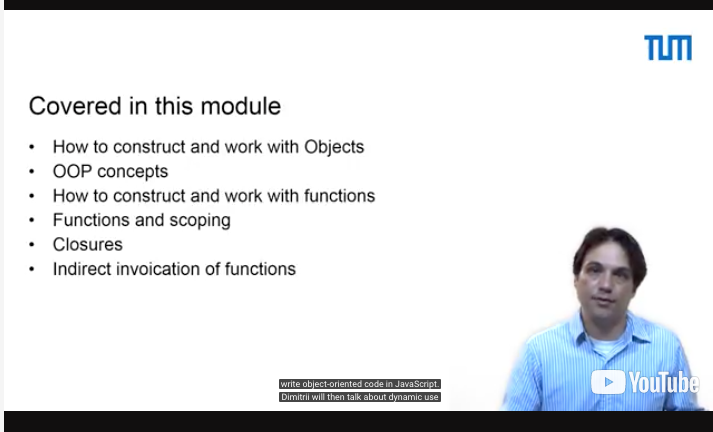 TUM
Covered in this module
• How to construct and work with Objects
• OOP concepts
• How to construct and work with functions
• Functions and scoping
• Closures
• Indirect invoication of functions
write object-oriented code in JavaScript.
Dimitrii will then talk about dynamic use
YouTube